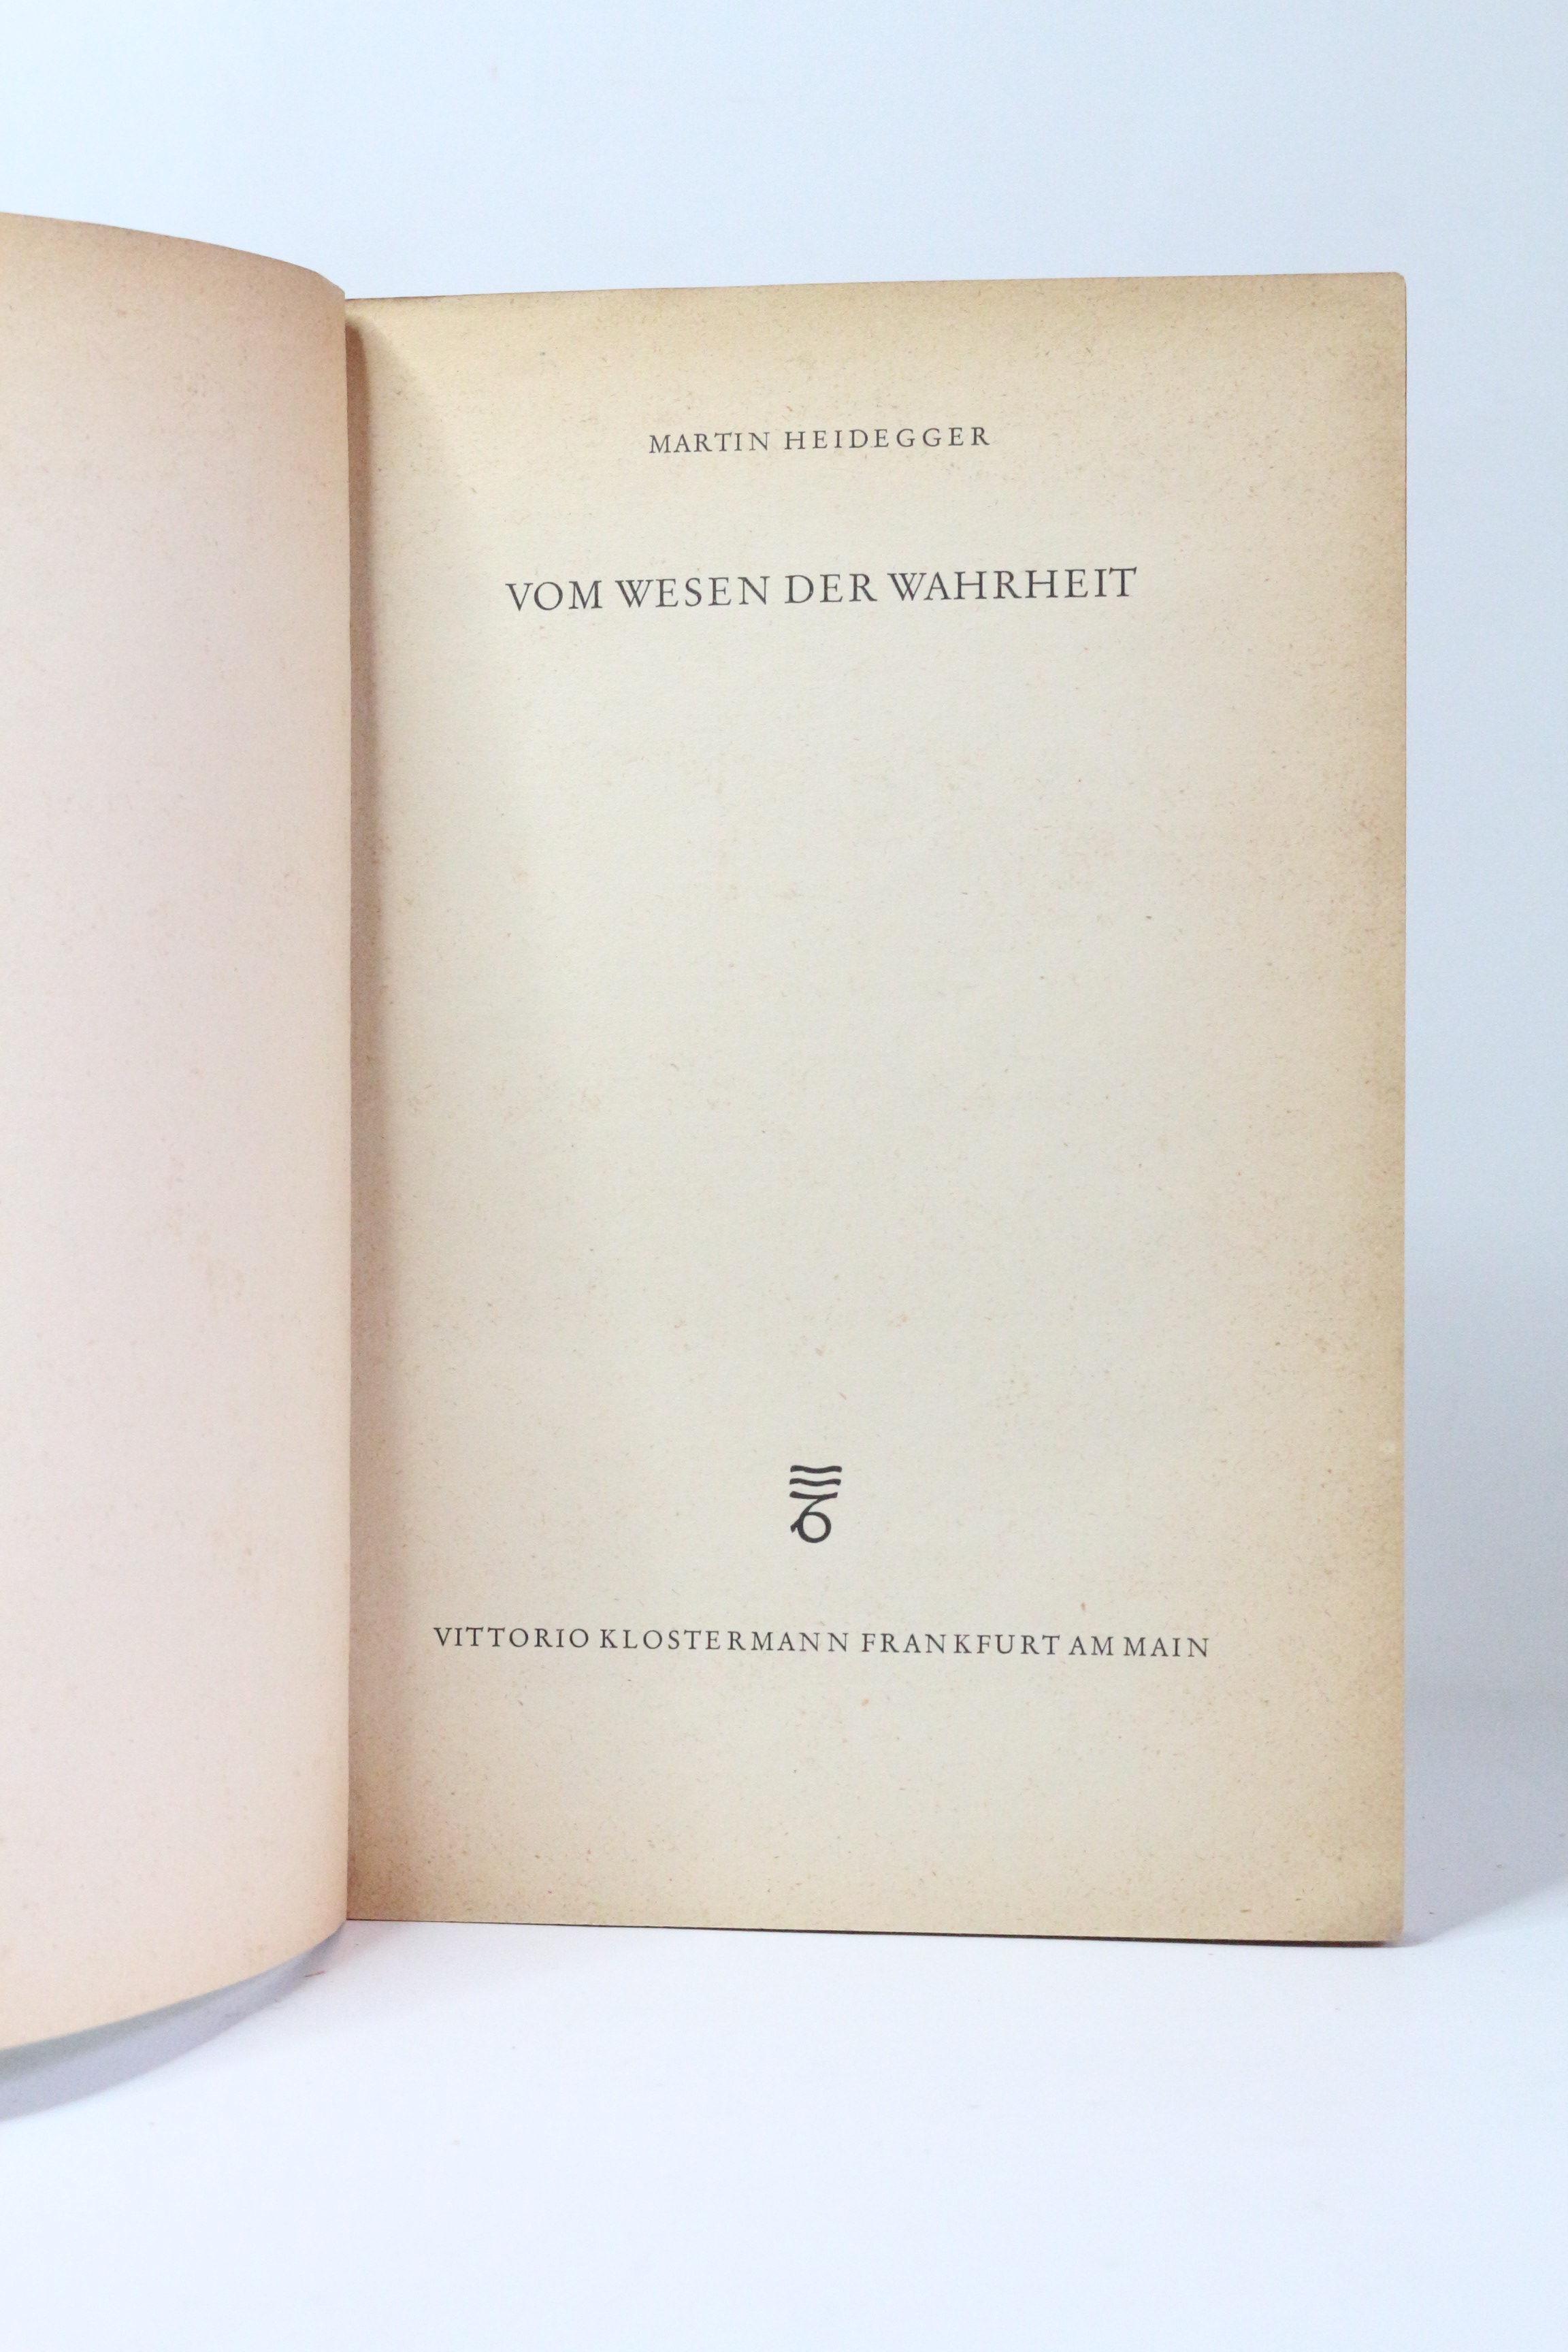 MARTIN HEIDEGGER
VOM WESEN DER WAHRHEIT
VITTORIO KLOSTERMANN FRANKFURT AM MAIN